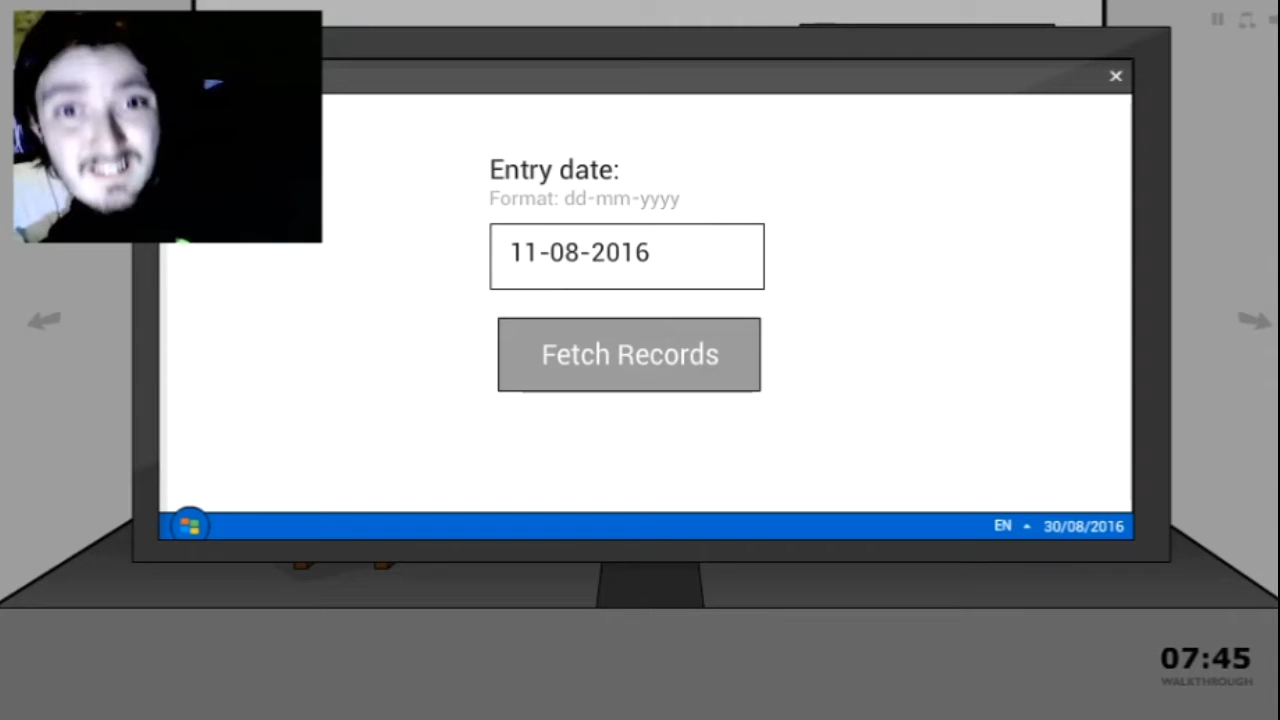 Entry date:
Format: dd-mm-yyyy
11-08-2016
Fetch Records
EN 30/08/2016
07:45
WALKTHROUGH